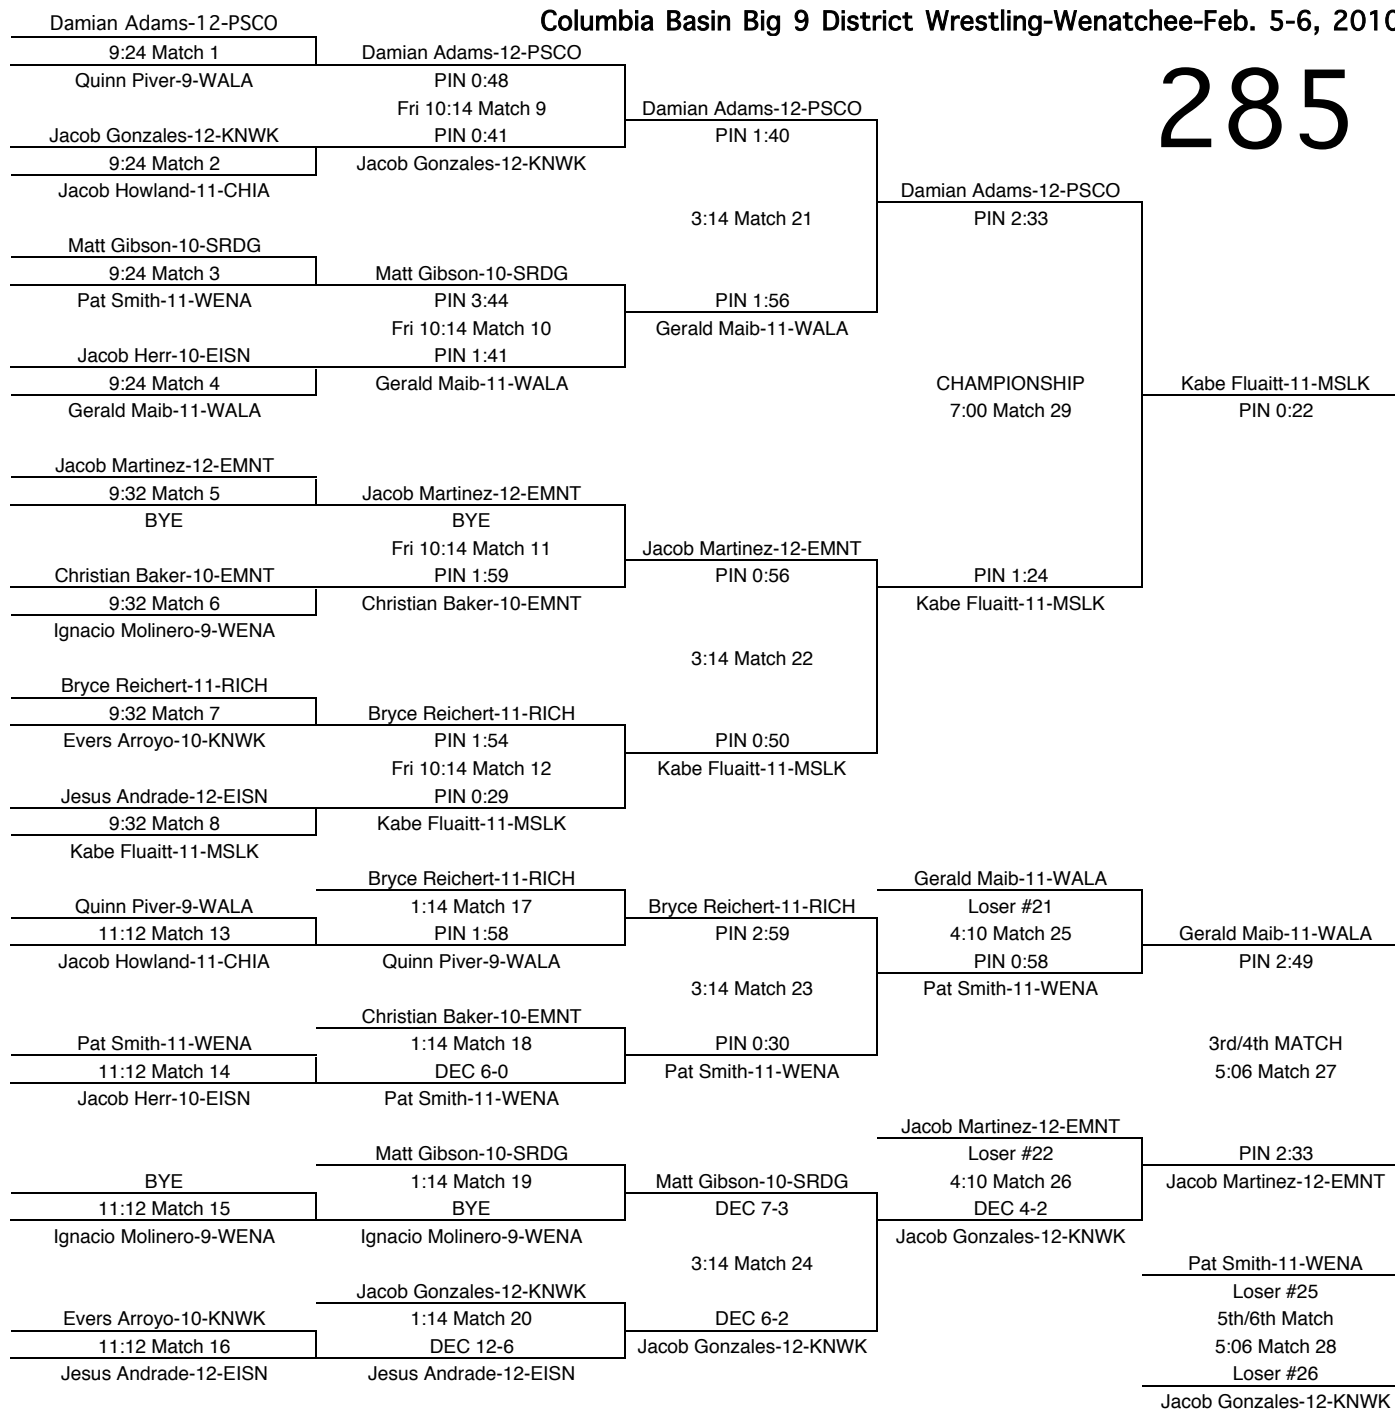 Columbia Basin Big 9 District Wrestling-Wenatchee-Feb. 5-6, 2010
285
Damian Adams-12-PSCO
9:24 Match 1
Quinn Piver-9-WALA
Jacob Gonzales-12-KNWK
9:24 Match 2
Jacob Howland-11-CHIA
Matt Gibson-10-SRDG
9:24 Match 3
Pat Smith-11-WENA
Jacob Herr-10-EISN
9:24 Match 4
Gerald Maib-11-WALA
Jacob Martinez-12-EMNT
9:32 Match 5
BYE
Christian Baker-10-EMNT
9:32 Match 6
Ignacio Molinero-9-WENA
Bryce Reichert-11-RICH
9:32 Match 7
Evers Arroyo-10-KNWK
Jesus Andrade-12-EISN
9:32 Match 8
Kabe Fluaitt-11-MSLK
Damian Adams-12-PSCO
PIN 0:48
Fri 10:14 Match 9
PIN 0:41
Jacob Gonzales-12-KNWK
Matt Gibson-10-SRDG
PIN 3:44
Fri 10:14 Match 10
PIN 1:41
Gerald Maib-11-WALA
Jacob Martinez-12-EMNT
BYE
Fri 10:14 Match 11
PIN 1:59
Christian Baker-10-EMNT
Bryce Reichert-11-RICH
PIN 1:54
Fri 10:14 Match 12
PIN 0:29
Kabe Fluaitt-11-MSLK
Damian Adams-12-PSCO
PIN 1:40
3:14 Match 21
PIN 1:56
Gerald Maib-11-WALA
Jacob Martinez-12-EMNT
PIN 0:56
3:14 Match 22
PIN 0:50
Kabe Fluaitt-11-MSLK
Damian Adams-12-PSCO
PIN 2:33
CHAMPIONSHIP
7:00 Match 29
PIN 1:24
Kabe Fluaitt-11-MSLK
Kabe Fluaitt-11-MSLK
PIN 0:22
Quinn Piver-9-WALA
11:12 Match 13
Jacob Howland-11-CHIA
Pat Smith-11-WENA
11:12 Match 14
Jacob Herr-10-EISN
BYE
11:12 Match 15
Ignacio Molinero-9-WENA
Evers Arroyo-10-KNWK
11:12 Match 16
Jesus Andrade-12-EISN
Bryce Reichert-11-RICH
1:14 Match 17
PIN 1:58
Quinn Piver-9-WALA
Christian Baker-10-EMNT
1:14 Match 18
DEC 6-0
Pat Smith-11-WENA
Matt Gibson-10-SRDG
1:14 Match 19
BYE
Ignacio Molinero-9-WENA
Jacob Gonzales-12-KNWK
1:14 Match 20
DEC 12-6
Jesus Andrade-12-EISN
Bryce Reichert-11-RICH
PIN 2:59
3:14 Match 23
PIN 0:30
Pat Smith-11-WENA
Matt Gibson-10-SRDG
DEC 7-3
3:14 Match 24
DEC 6-2
Jacob Gonzales-12-KNWK
Gerald Maib-11-WALA
Loser #21
4:10 Match 25
PIN 0:58
Pat Smith-11-WENA
Jacob Martinez-12-EMNT
Loser #22
4:10 Match 26
DEC 4-2
Jacob Gonzales-12-KNWK
Gerald Maib-11-WALA
PIN 2:49
3rd/4th MATCH
5:06 Match 27
PIN 2:33
Jacob Martinez-12-EMNT
Pat Smith-11-WENA
Loser #25
5th/6th Match
5:06 Match 28
Loser #26
Jacob Gonzales-12-KNWK